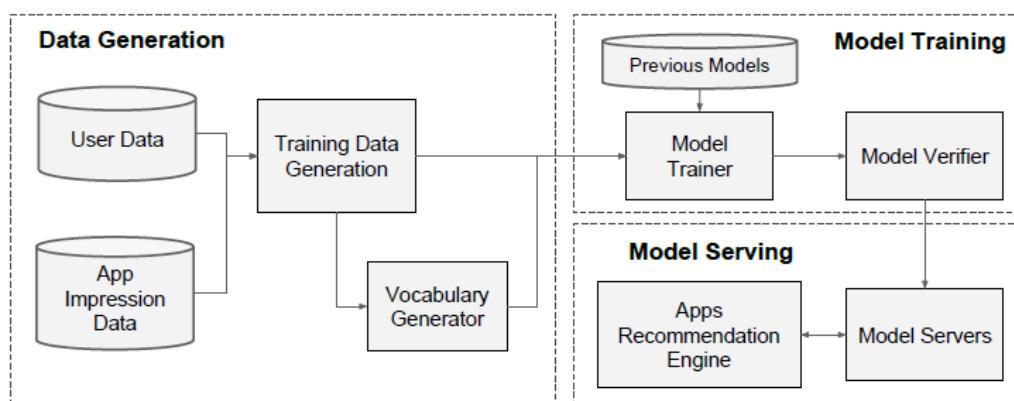 Data Generation
User Data
App
Impression
Data
Training Data
Generation
Vocabulary
Generator
Model Training
Previous Models
Model
Trainer
Model Verifier
Model Serving
Apps
Recommendation
Engine
Model Servers